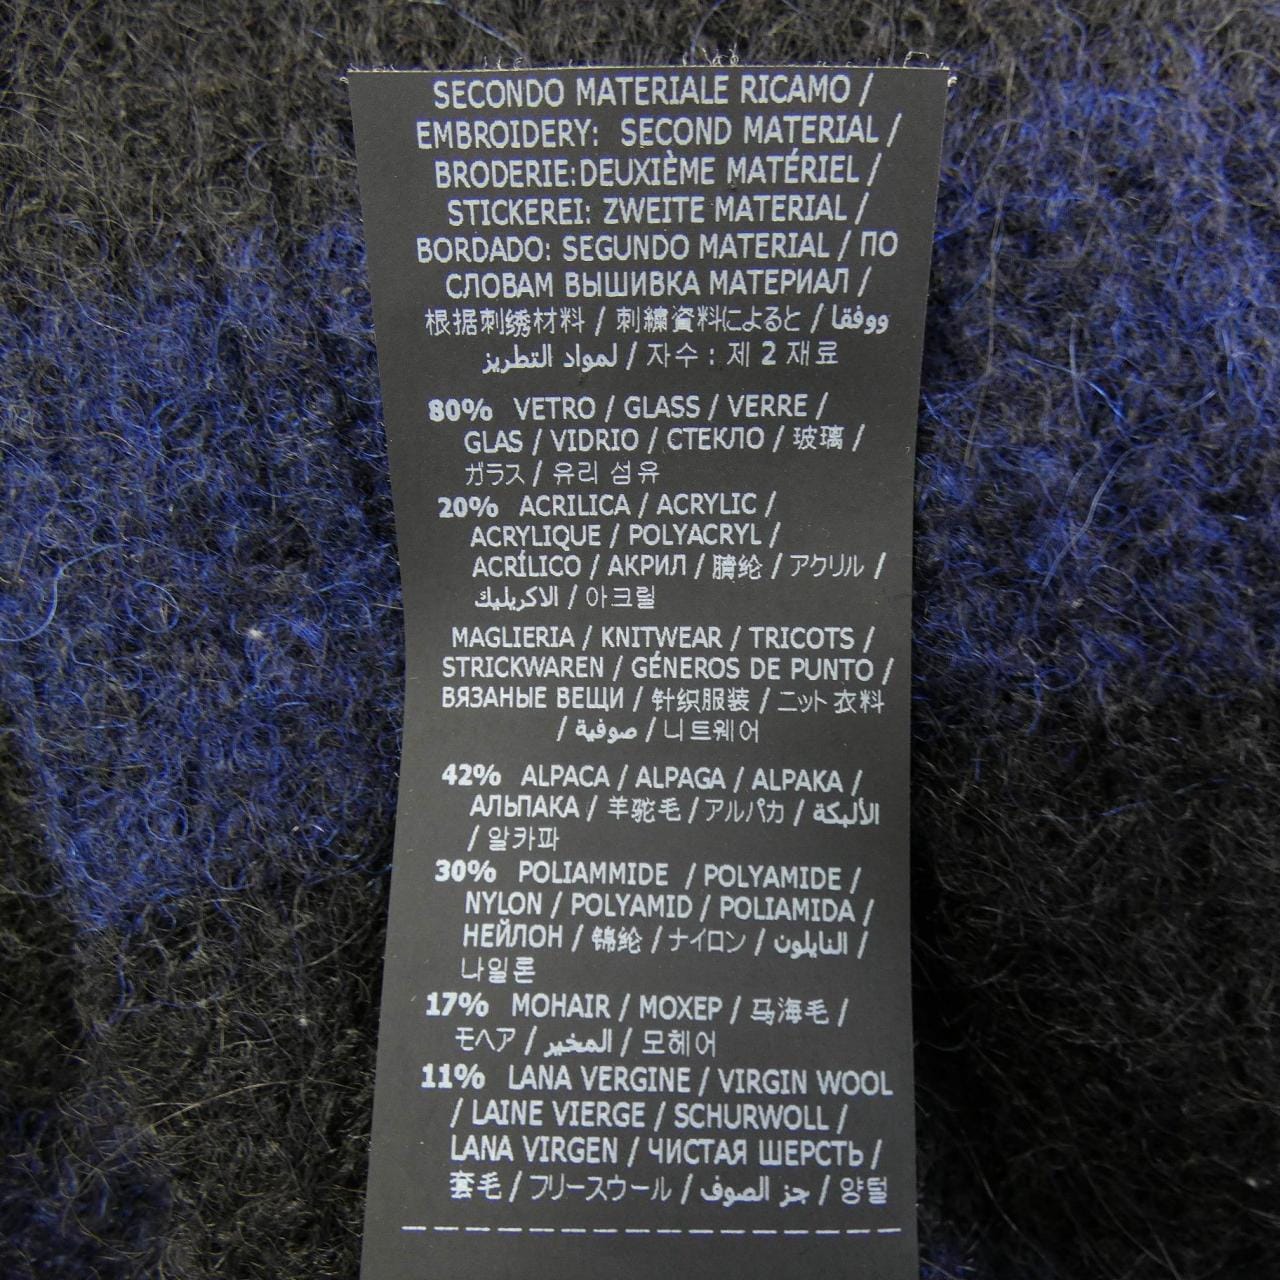 SECONDO MATERIALE RICAMO /
EMBROIDERY: SECOND MATERIAL /
BRODERIE:DEUXIÈME MATÉRIEL /
STICKEREI: ZWEITE MATERIAL /
BORDADO: SEGUNDO MATERIAL / ПО
СЛОВАМ ВЫШИВКА МАТЕРИАЛ /
根据刺绣材料 / 刺繍資料によると / ووفقا
لمواد التطريز / 자수 : 제 2 재료
80% VETRO / GLASS / VERRE /
GLAS / VIDRIO / СТЕКЛО / 玻璃 /
ガラス / 유리 섬유
20% ACRILICA / ACRYLIC /
ACRYLIQUE / POLYACRYL /
ACRÍLICO / АКРИЛ / 腈纶 / アクリル /
الاكريليك / 아크릴
MAGLIERIA / KNITWEAR / TRICOTS /
STRICKWAREN / GÉNEROS DE PUNTO /
ВЯЗАНЫЕ ВЕЩИ / 针织服装 / ニット 衣料
/ صوفية / 니트웨어
42% ALPACA / ALPAGA / ALPAKA /
АЛЬПАКА / 羊驼毛 / アルパカ / الألبكة
/ 알카파
30% POLIAMMIDE / POLYAMIDE /
NYLON / POLYAMID / POLIAMIDA /
НЕЙЛОН / 锦纶 / ナイロン / النايلون /
나일론
17% MOHAIR / МОХЕР / 马海毛 /
モヘア / المخير / 모헤어
11% LANA VERGINE / VIRGIN WOOL
/ LAINE VIERGE / SCHURWOLL /
LANA VIRGEN / ЧИСТАЯ ШЕРСТЬ /
套毛 / フリースウール / جز الصوف / 양털